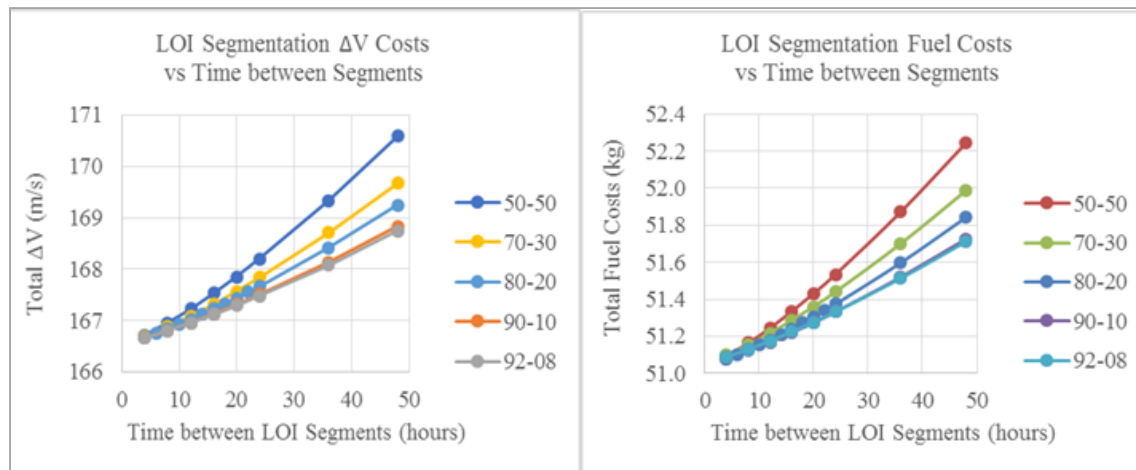 LOI Segmentation ΔV Costs
vs Time between Segments
171
170
169
168
167
166
Total ΔV (m/s)
0 10 20 30 40 50
Time between LOI Segments (hours)
50-50
70-30
80-20
90-10
92-08
LOI Segmentation Fuel Costs
vs Time between Segments
52.4
52.2
52.0
51.8
51.6
51.4
51.2
51.0
Total Fuel Costs (kg)
0 10 20 30 40 50
Time between LOI Segments (hours)
50-50
70-30
80-20
90-10
92-08